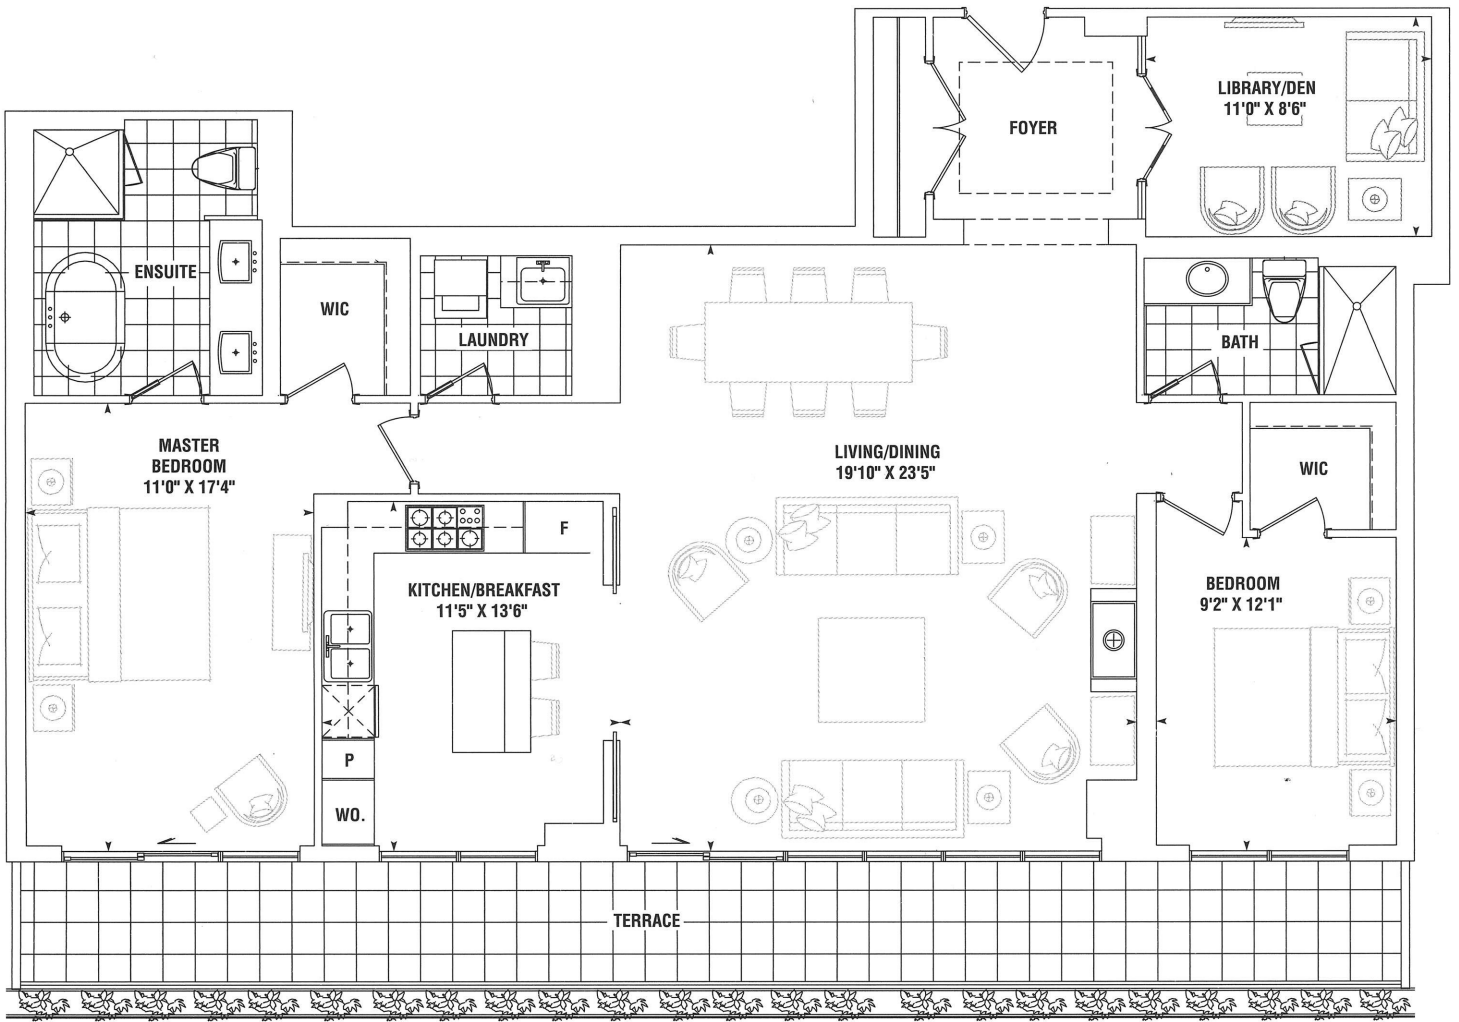 LIBRARY/DEN
11'0" X 8'6"
FOYER
ENSUITE
WIC
LAUNDRY
BATH
MASTER
BEDROOM
11'0" X 17'4"
LIVING/DINING
19'10" X 23'5"
WIC
F
KITCHEN/BREAKFAST
11'5" X 13'6"
BEDROOM
9'2" X 12'1"
P
WO.
TERRACE